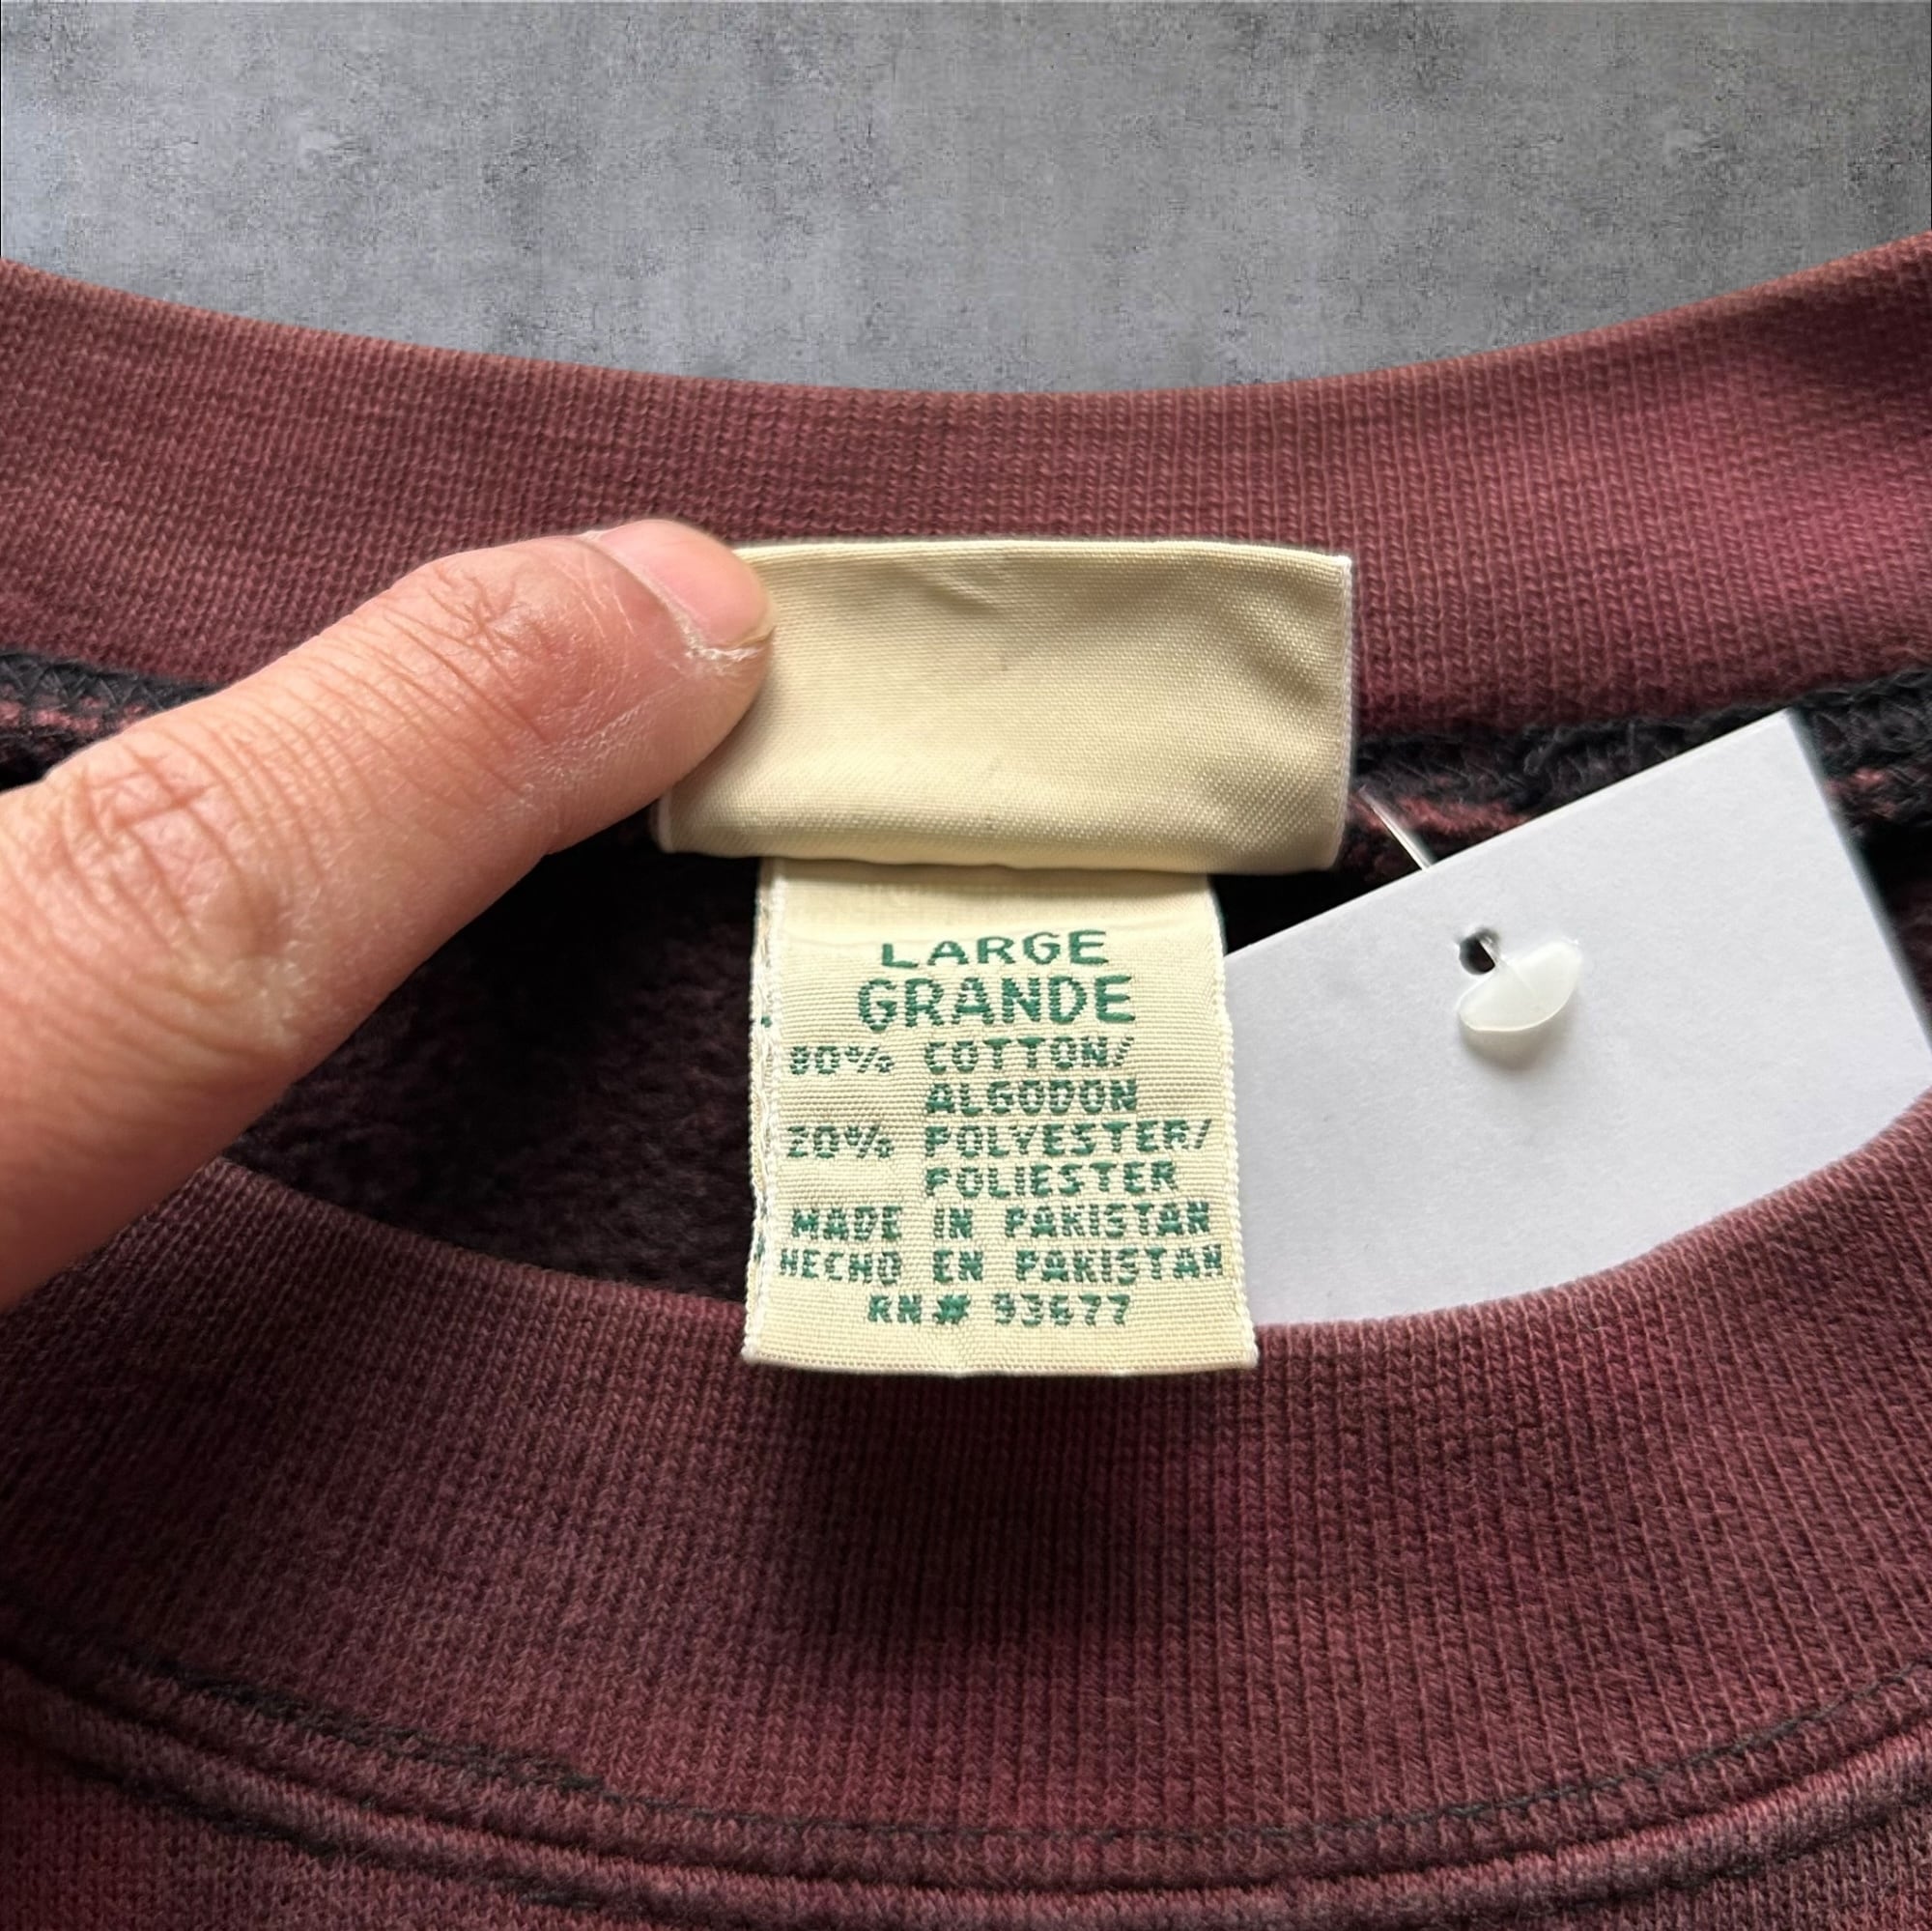 LARGE
GRANDE
80% COTTON/
ALGODON
20% POLYESTER/
POLIESTER
MADE IN PAKISTAN
HECHO EN PAKISTAN
RN# 93677